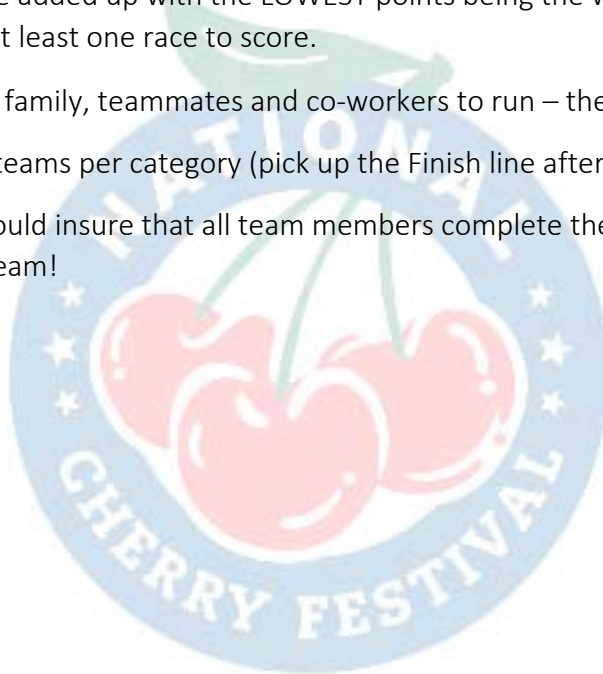 added up with the LOWEST points being the
least one race to score.
family, teammates and co-workers to run – the
teams per category (pick up the Finish line after
insure that all team members complete the
NATIONAL
CHERRY FESTIVAL